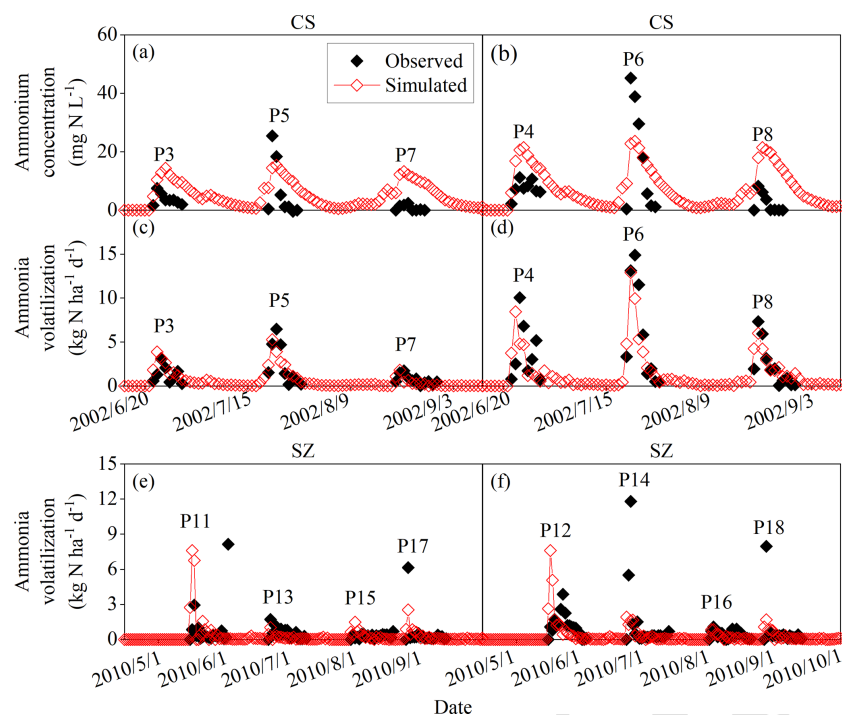 CS CS
60 (a) (b)
Observed
Simulated
40
20
0
P3 P5 P7 P4 P6 P8
Ammonium
concentration
(mg N L⁻¹)
(c) (d)
15
10
5
0
P3 P5 P7 P4 P6 P8
Ammonia
volatilization
(kg N ha⁻¹ d⁻¹)
2002/6/20 2002/7/15 2002/8/9 2002/9/3 2002/6/20 2002/7/15 2002/8/9 2002/9/3
SZ SZ
15 (e) (f)
12
9
6
3
0
P11 P13 P15 P17 P12 P14 P16 P18
Ammonia
volatilization
(kg N ha⁻¹ d⁻¹)
2010/5/1 2010/6/1 2010/7/1 2010/8/1 2010/9/1 2010/5/1 2010/6/1 2010/7/1 2010/8/1 2010/9/1 2010/10/1
Date